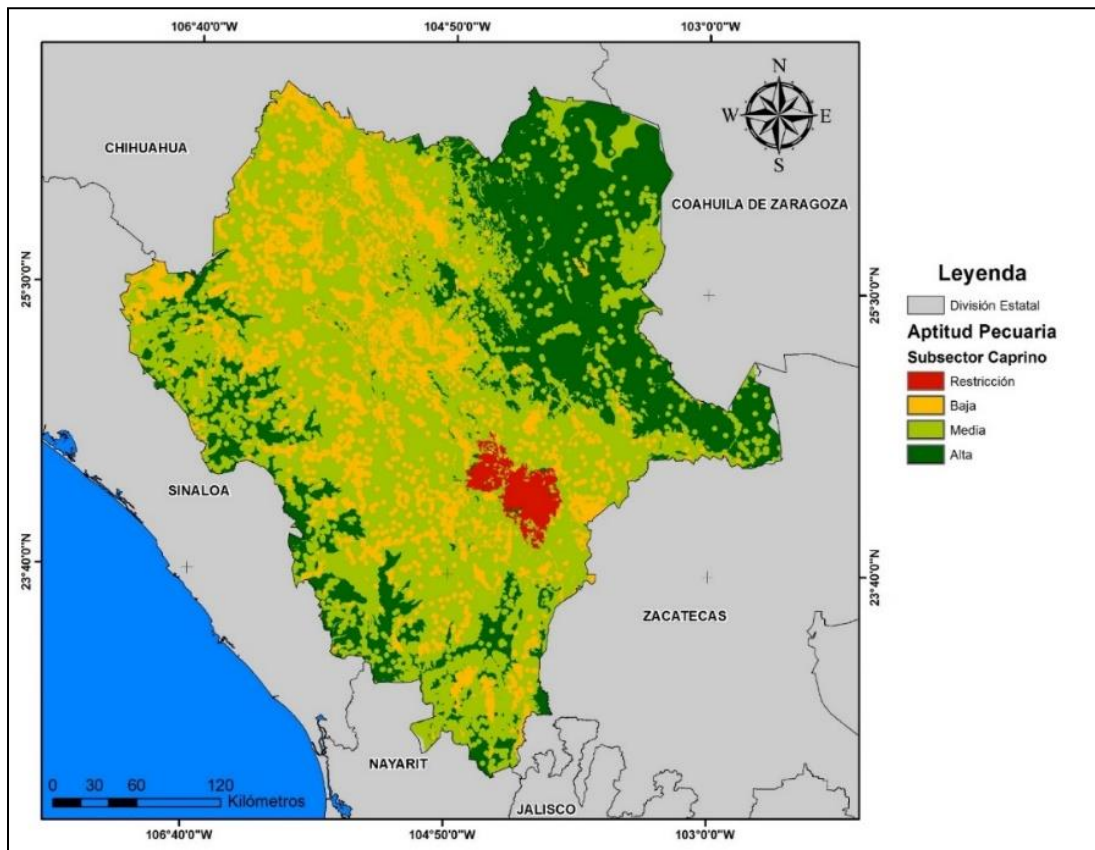 106°40'0"W
104°50'0"W
103°0'0"W
N
W
E
S
CHIHUAHUA
COAHUILA DE ZARAGOZA
25°30'0"N
25°30'0"N
Leyenda
División Estatal
Aptitud Pecuaria
Subsector Caprino
Restricción
Baja
Media
Alta
SINALOA
23°40'0"N
23°40'0"N
ZACATECAS
NAYARIT
JALISCO
0 30 60 120
Kilómetros
106°40'0"W
104°50'0"W
103°0'0"W